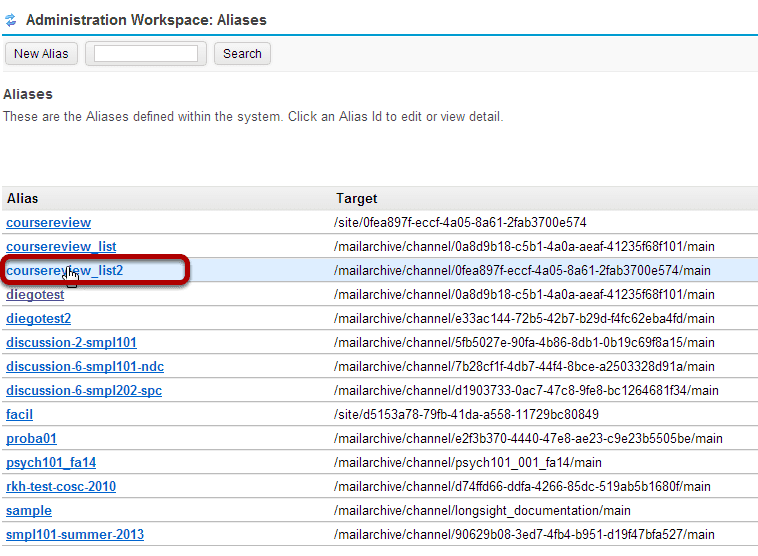 Administration Workspace: Aliases
New Alias Search
Aliases
These are the Aliases defined within the system. Click an Alias Id to edit or view detail.
Alias Target
coursereview /site/0fea897f-eccf-4a05-8a61-2fab3700e574
coursereview_list /mailarchive/channel/0a8d9b18-c5b1-4a0a-aeaf-41235f68f101/main
coursereview_list2 /mailarchive/channel/0fea897f-eccf-4a05-8a61-2fab3700e574/main
diegotest /mailarchive/channel/0a8d9b18-c5b1-4a0a-aeaf-41235f68f101/main
diegotest2 /mailarchive/channel/e33ac144-72b5-42b7-b29d-f4fc62eba4fd/main
discussion-2-smpl101 /mailarchive/channel/5fb5027e-90fa-4b86-8db1-0b19c69f8a15/main
discussion-6-smpl101-ndc /mailarchive/channel/7b28cf1f-4db7-44f4-8bce-a2503328d91a/main
discussion-6-smpl202-spc /mailarchive/channel/d1903733-0ac7-47c8-9fe8-bc1264681f34/main
facil /site/d5153a78-79fb-41da-a558-11729bc80849
proba01 /mailarchive/channel/e2f3b370-4440-47e8-ae23-c9e23b5505be/main
psych101_fa14 /mailarchive/channel/psych101_001_fa14/main
rkh-test-cosc-2010 /mailarchive/channel/d74ffd66-ddfa-4266-85dc-519ab5b1680f/main
sample /mailarchive/channel/longsight_documentation/main
smpl101-summer-2013 /mailarchive/channel/90629b08-3ed7-4fb4-b951-d19f47bfa527/main